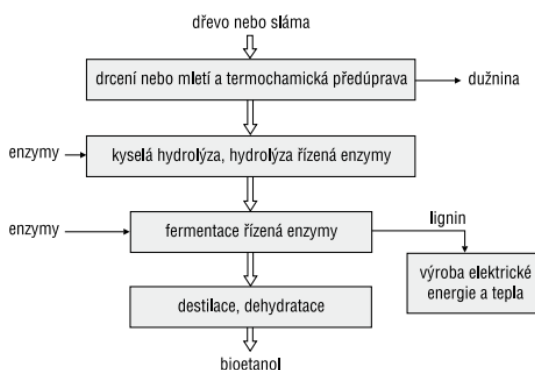 dřevo nebo sláma
drcení nebo mletí a termochamická předúprava
dužnina
enzymy
kyselá hydrolýza, hydrolýza řízená enzymy
enzymy
fermentace řízená enzymy
lignin
výroba elektrické
energie a tepla
destilace, dehydratace
bioetanol